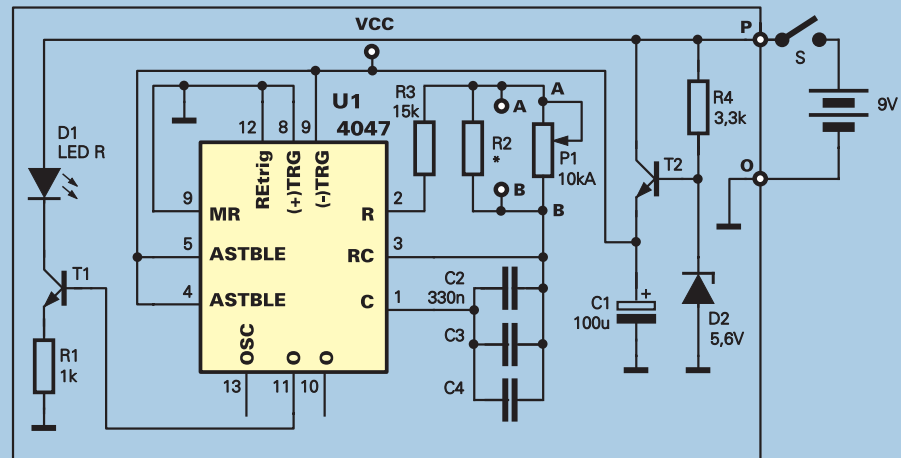 VCC
P
S
9V
R4
3,3k
T2
O
R3
15k
A
A
R2
*
P1
10kA
B
B
U1
4047
12
8
9
REtrig
(+)TRG
(-)TRG
D1
LED R
9
MR
R
2
5
ASTBLE
RC
3
4
ASTBLE
C
1
T1
R1
1k
OSC
O
O
13
11
10
C2
330n
C3
C4
C1
+
100u
D2
5,6V